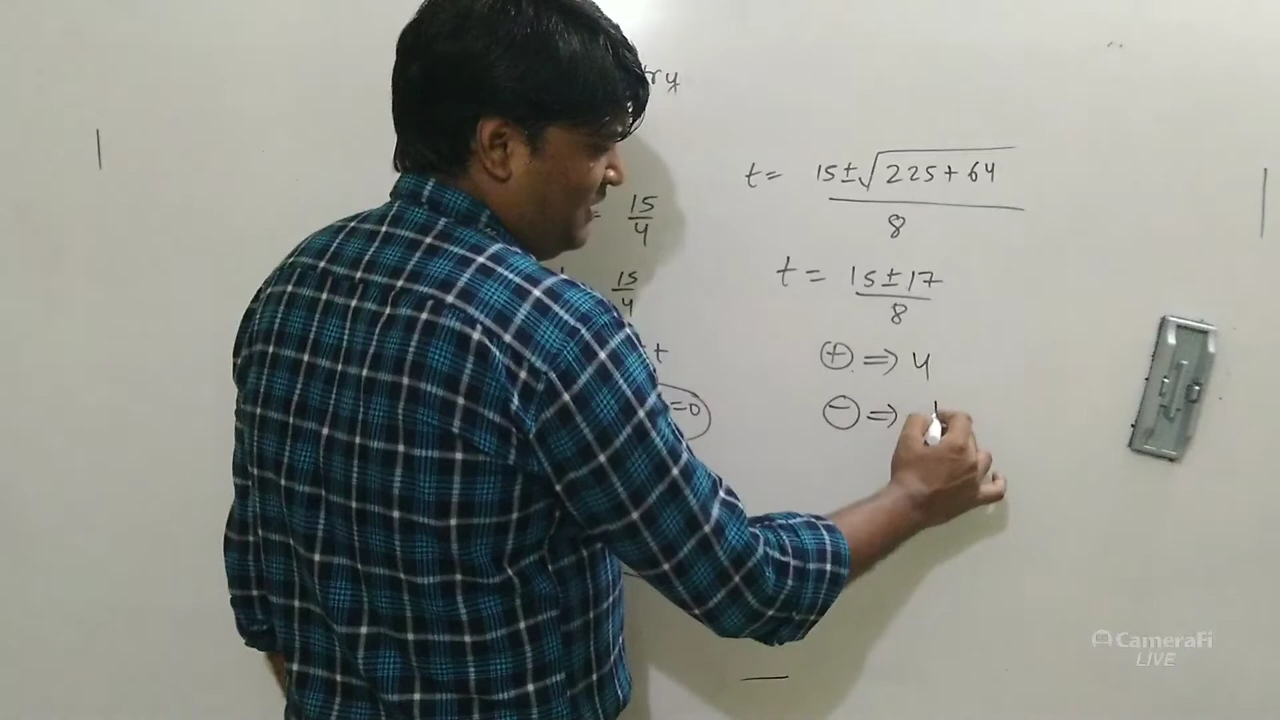 try
15
4
15
4
t
=0
t = 15±√225+64
8
t = 15±17
8
⊕ ⇒ 4
⊖ ⇒
CameraFi
LIVE